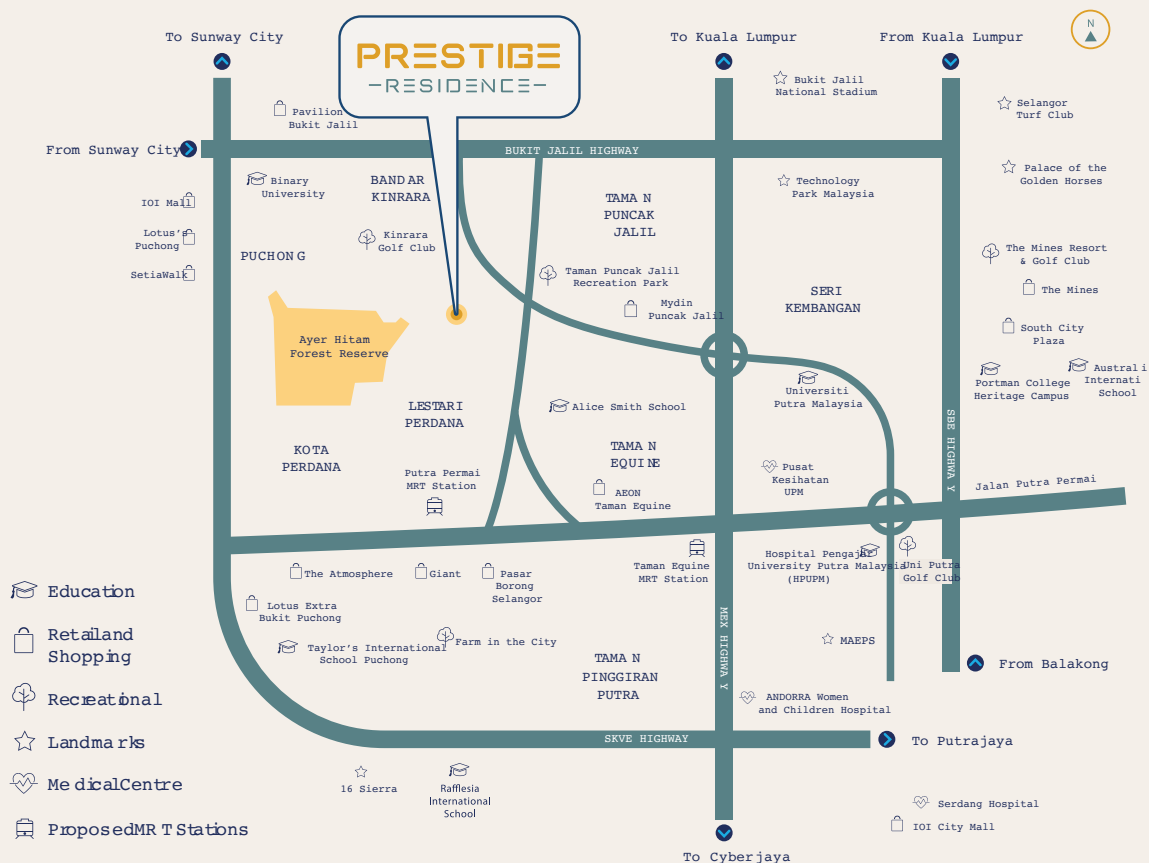 To Sunway City
To Kuala Lumpur
From Kuala Lumpur
N
PRESTIGE
RESIDENCE
Pavilion
Bukit Jalil
Bukit Jalil
National Stadium
Selangor
Turf Club
From Sunway City
BUKIT JALIL HIGHWAY
Binary
University
BANDAR
KINRARA
TAMAN
PUNCAK
JALIL
Technology
Park Malaysia
Palace of the
Golden Horses
IOI Mall
Lotus's
Puchong
SetiaWalk
PUCHONG
Kinrara
Golf Club
Taman Puncak Jalil
Recreation Park
Mydin
Puncak Jalil
SERI
KEMBANGAN
The Mines Resort
& Golf Club
The Mines
South City
Plaza
Ayer Hitam
Forest Reserve
Universiti
Putra Malaysia
Portman College
Heritage Campus
Australi
Internati
School
LESTARI
PERDANA
Alice Smith School
KOTA
PERDANA
TAMAN
EQUINE
Putra Permai
MRT Station
AEON
Taman Equine
Pusat
Kesihatan
UPM
SBE HIGHWAY
Jalan Putra Permai
The Atmosphere
Giant
Pasar
Borong
Selangor
Taman Equine
MRT Station
Hospital Pengajar
University Putra Malaysia
(HPUPM)
Uni Putra
Golf Club
Lotus Extra
Bukit Puchong
Taylor's International
School Puchong
Farm in the City
MEX HIGHWAY
MAEPS
TAMAN
PINGGIRAN
PUTRA
From Balakong
ANDORRA Women
and Children Hospital
SKVE HIGHWAY
To Putrajaya
16 Sierra
Rafflesia
International
School
Serdang Hospital
IOI City Mall
To Cyberjaya
Education
Retail and
Shopping
Recreational
Landmarks
Medical Centre
Proposed MRT Stations